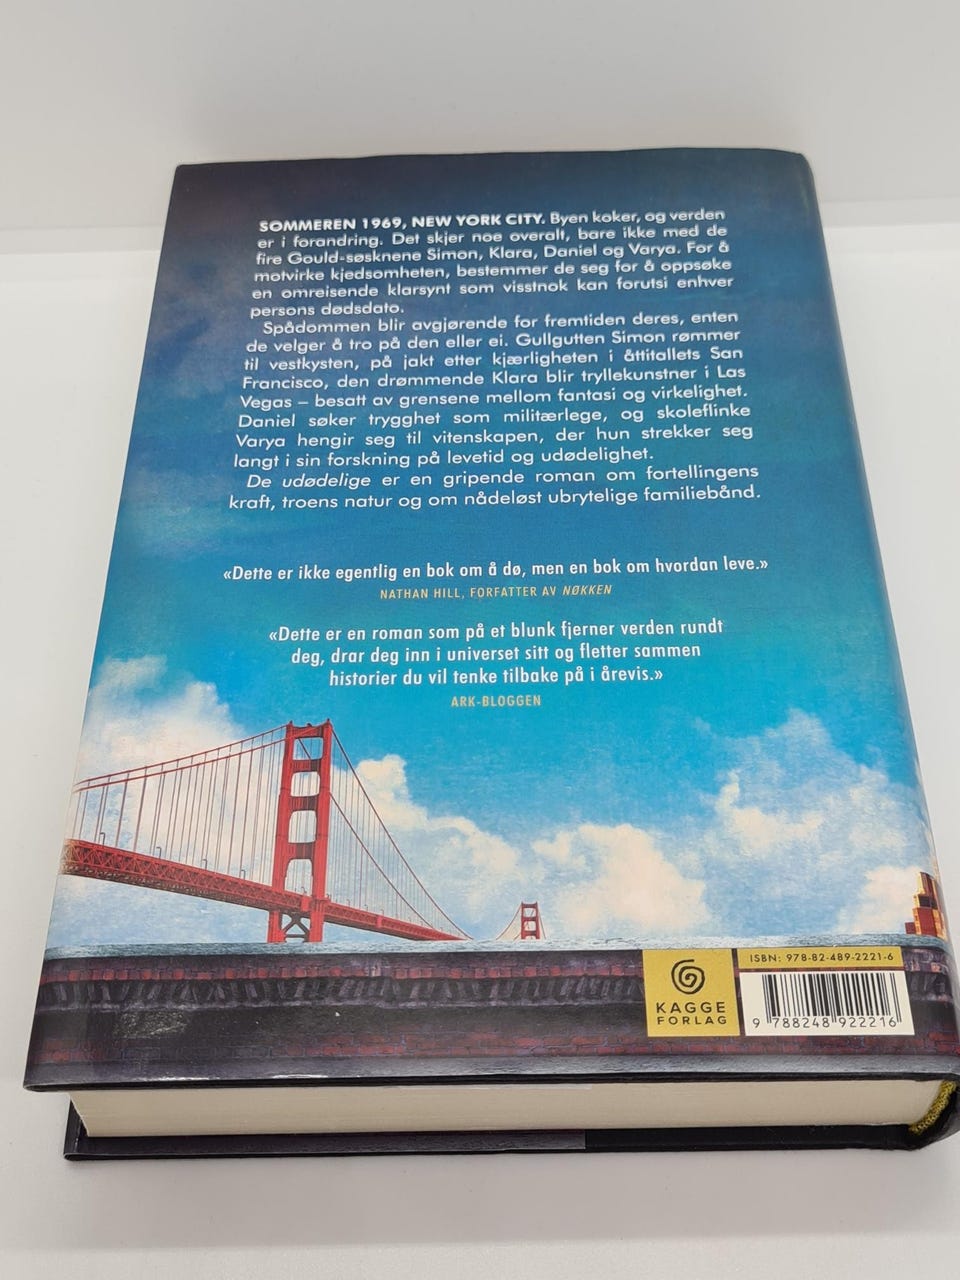 SOMMEREN 1969, NEW YORK CITY. Byen koker, og verden
er i forandring. Det skjer noe overalt, bare ikke med de
fire Gould-søsknene Simon, Klara, Daniel og Varya. For å
motvirke kjedsomheten, bestemmer de seg for å oppsøke
en omreisende klarsynt som visstnok kan forutsi enhver
persons dødsdato.
Spådommen blir avgjørende for fremtiden deres, enten
de velger å tro på den eller ei. Gullgutten Simon rømmer
til vestkysten, på jakt etter kjærligheten i åttitallets San
Francisco, den drømmende Klara blir tryllekunstner i Las
Vegas – besatt av grensene mellom fantasi og virkelighet.
Daniel søker trygghet som militærlege, og skoleflinke
Varya hengir seg til vitenskapen, der hun strekker seg
langt i sin forskning på levetid og udødelighet.
De udødelige er en gripende roman om fortellingens
kraft, troens natur og om nådeløst ubrytelige familiebånd.
«Dette er ikke egentlig en bok om å dø, men en bok om hvordan leve.»
NATHAN HILL, FORFATTER AV NØKKEN
«Dette er en roman som på et blunk fjerner verden rundt
deg, drar deg inn i universet sitt og fletter sammen
historier du vil tenke tilbake på i årevis.»
ARK-BLOGGEN
KAGGE
FORLAG
ISBN: 978-82-489-2221-6
9 788248 922216